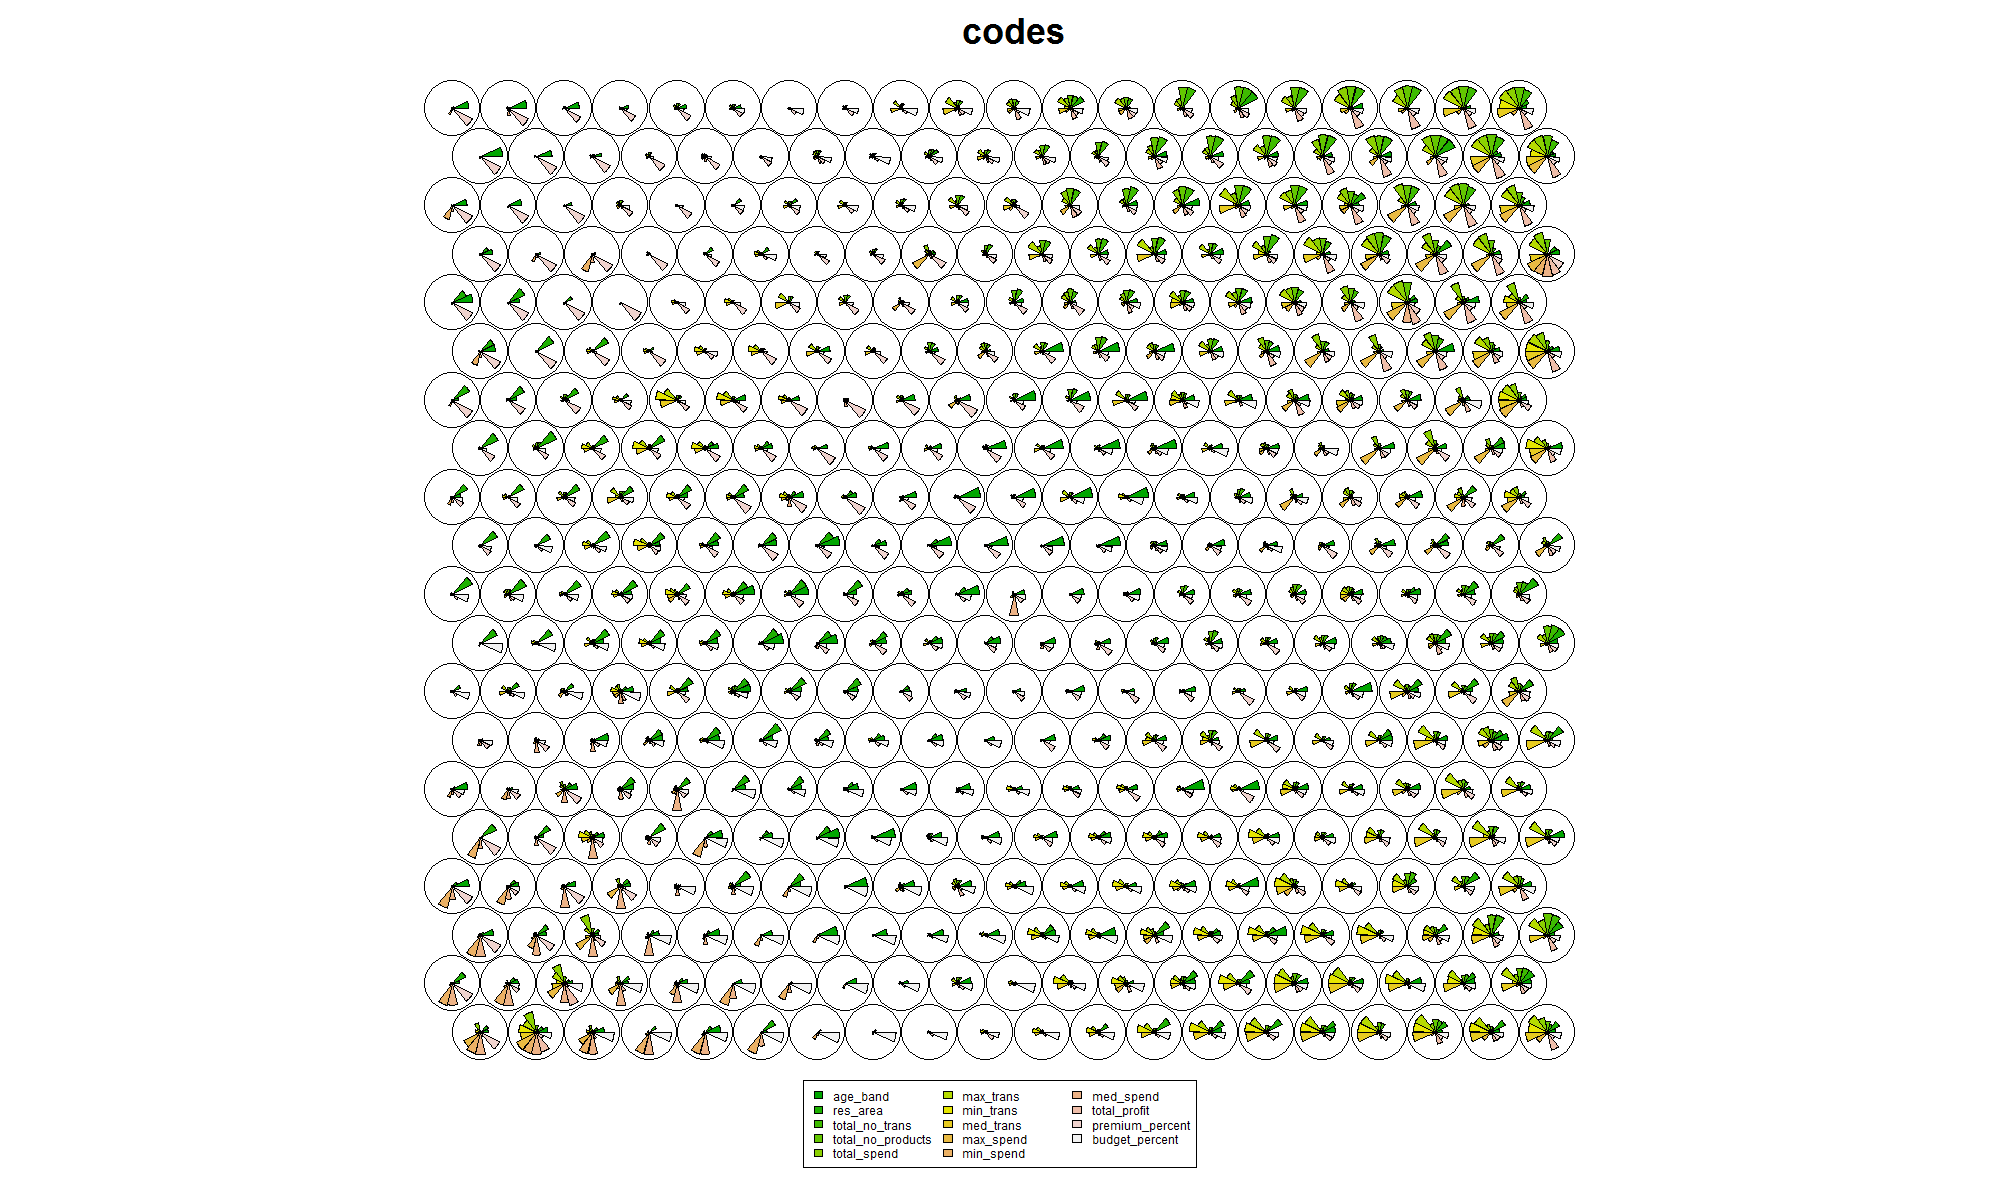 codes
age_band
res_area
total_no_trans
total_no_products
total_spend
max_trans
min_trans
med_trans
max_spend
min_spend
med_spend
total_profit
premium_percent
budget_percent